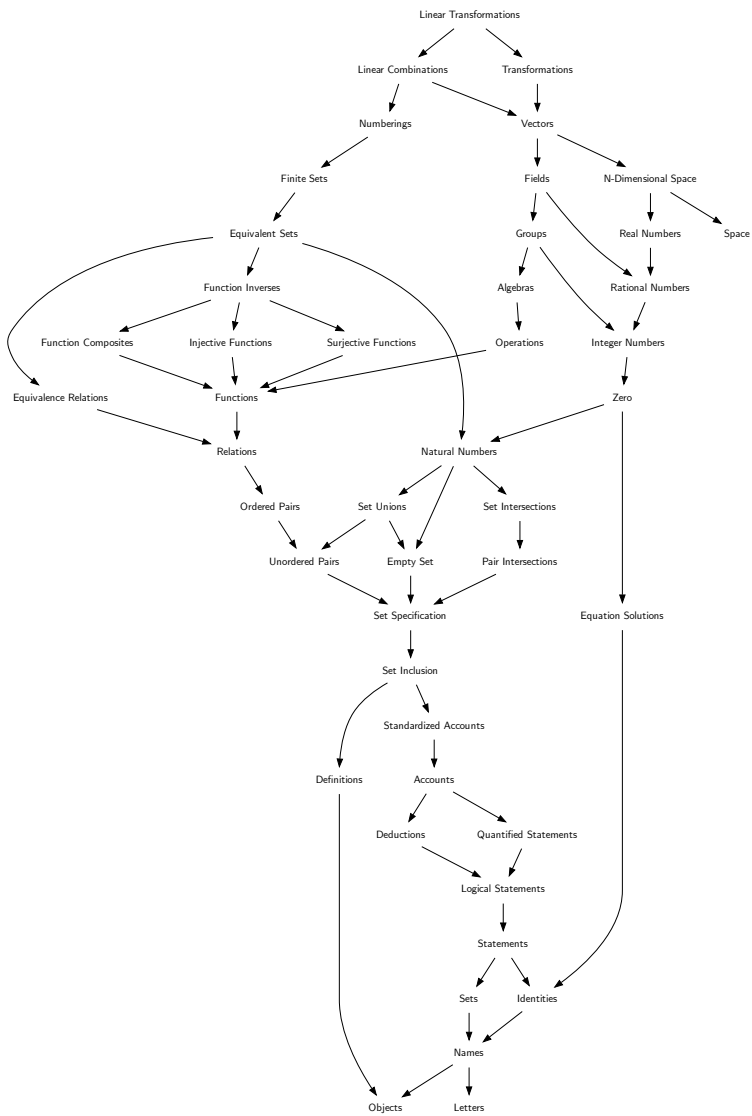 Linear Transformations
Linear Combinations
Transformations
Numberings
Vectors
Finite Sets
Fields
N-Dimensional Space
Equivalent Sets
Groups
Real Numbers
Space
Function Inverses
Algebras
Rational Numbers
Function Composites
Injective Functions
Surjective Functions
Operations
Integer Numbers
Equivalence Relations
Functions
Zero
Relations
Natural Numbers
Ordered Pairs
Set Unions
Set Intersections
Unordered Pairs
Empty Set
Pair Intersections
Set Specification
Equation Solutions
Set Inclusion
Standardized Accounts
Definitions
Accounts
Deductions
Quantified Statements
Logical Statements
Statements
Sets
Identities
Names
Objects
Letters